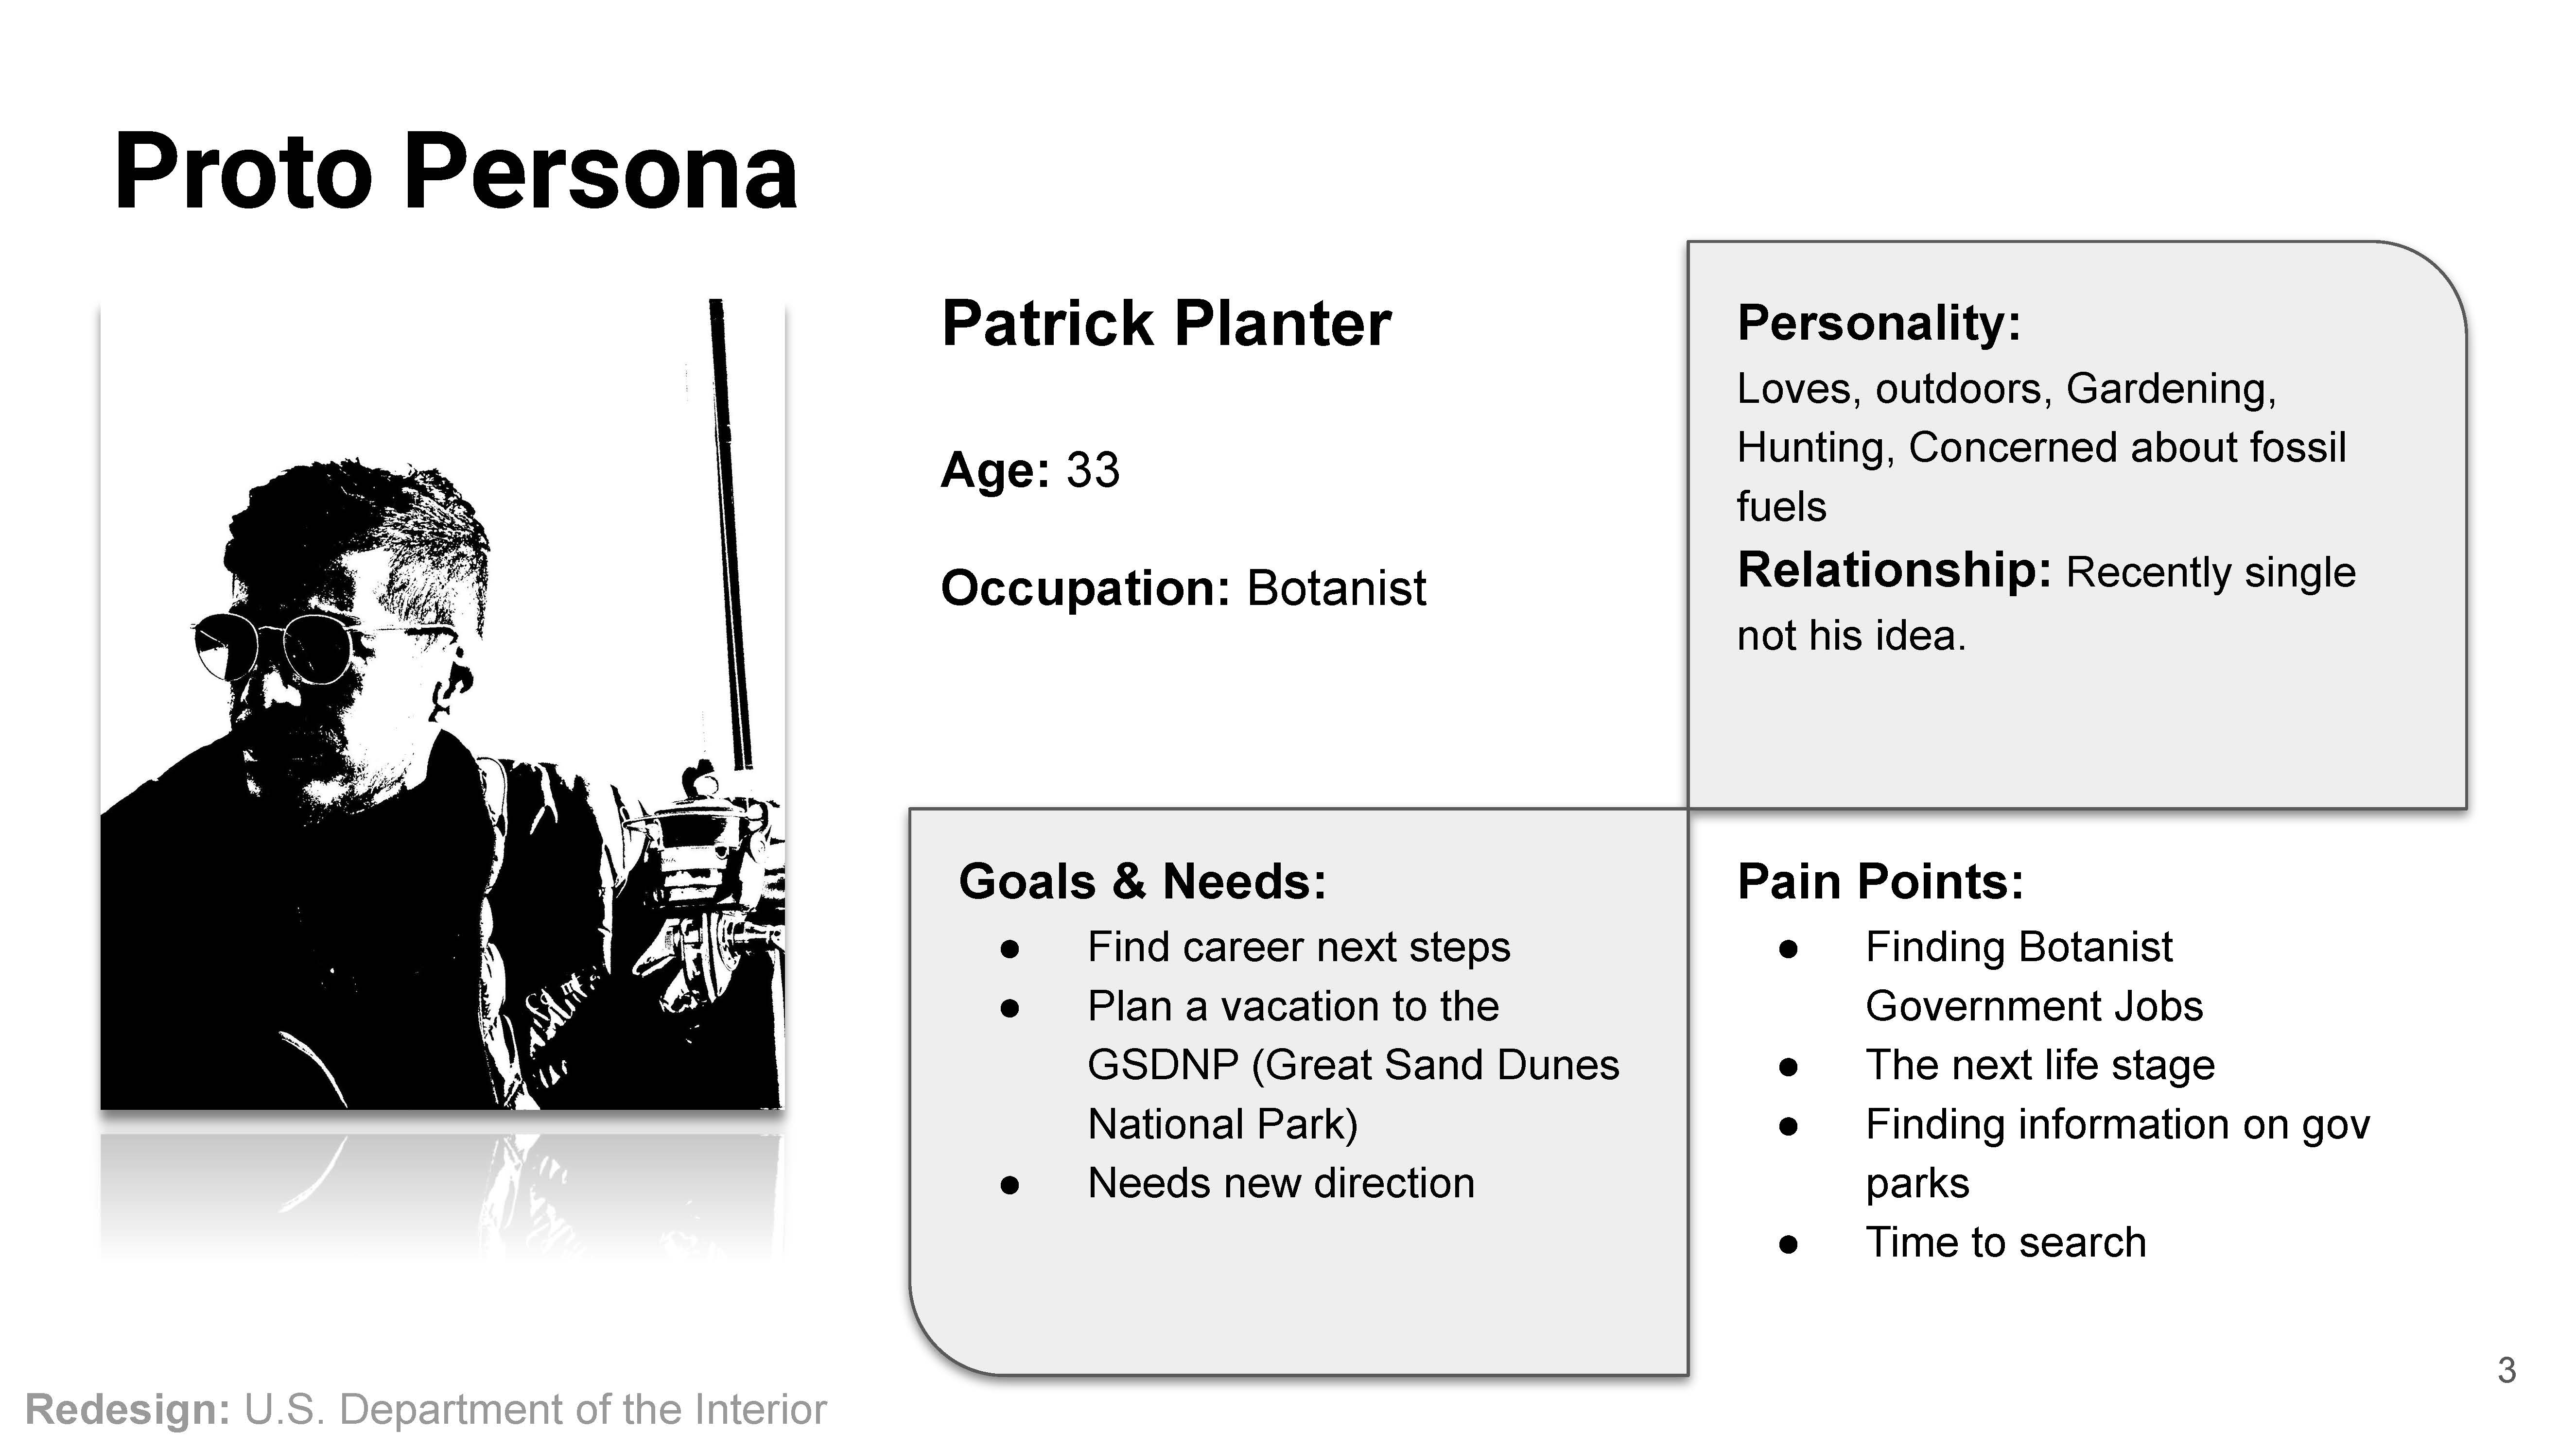 Proto Persona
Patrick Planter
Age: 33
Occupation: Botanist
Personality:
Loves, outdoors, Gardening,
Hunting, Concerned about fossil
fuels
Relationship: Recently single
not his idea.
Goals & Needs:
● Find career next steps
● Plan a vacation to the
GSDNP (Great Sand Dunes
National Park)
● Needs new direction
Pain Points:
● Finding Botanist
Government Jobs
● The next life stage
● Finding information on gov
parks
● Time to search
3
Redesign: U.S. Department of the Interior